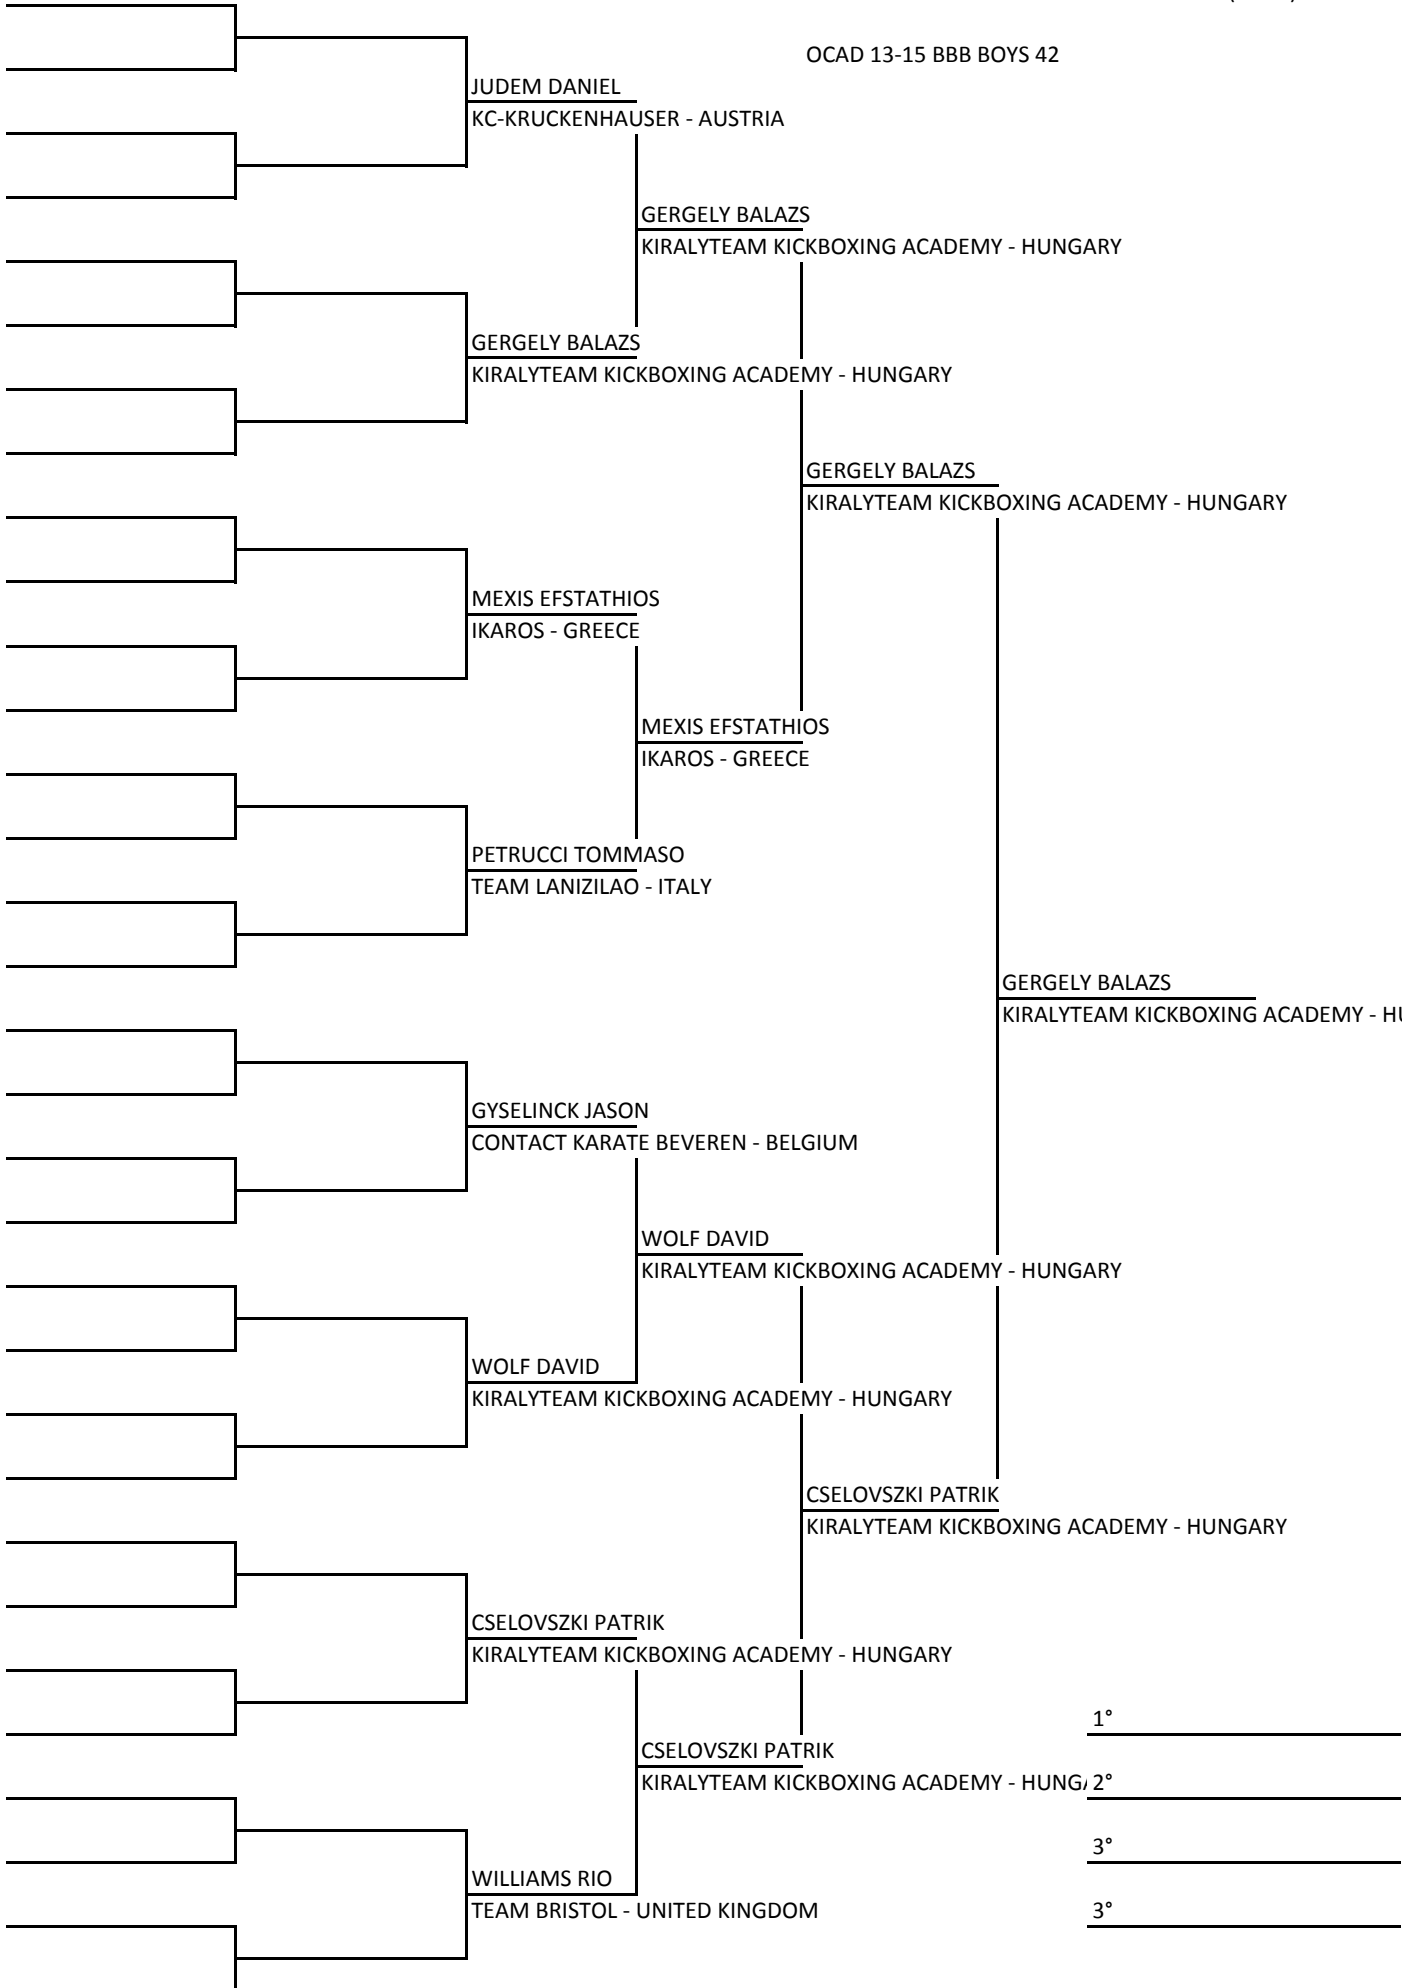 OCAD 13-15 BBB BOYS 42
JUDEM DANIEL
KC-KRUCKENHAUSER - AUSTRIA
GERGELY BALAZS
KIRALYTEAM KICKBOXING ACADEMY - HUNGARY
GERGELY BALAZS
KIRALYTEAM KICKBOXING ACADEMY - HUNGARY
GERGELY BALAZS
KIRALYTEAM KICKBOXING ACADEMY - HUNGARY
MEXIS EFSTATHIOS
IKAROS - GREECE
MEXIS EFSTATHIOS
IKAROS - GREECE
PETRUCCI TOMMASO
TEAM LANIZILAO - ITALY
GERGELY BALAZS
KIRALYTEAM KICKBOXING ACADEMY -
GYSELINCK JASON
CONTACT KARATE BEVEREN - BELGIUM
WOLF DAVID
KIRALYTEAM KICKBOXING ACADEMY - HUNGARY
WOLF DAVID
KIRALYTEAM KICKBOXING ACADEMY - HUNGARY
CSELOVSZKI PATRIK
KIRALYTEAM KICKBOXING ACADEMY - HUNGARY
CSELOVSZKI PATRIK
KIRALYTEAM KICKBOXING ACADEMY - HUNGARY
1°
CSELOVSZKI PATRIK
KIRALYTEAM KICKBOXING ACADEMY - HUNG
2°
3°
WILLIAMS RIO
TEAM BRISTOL - UNITED KINGDOM
3°